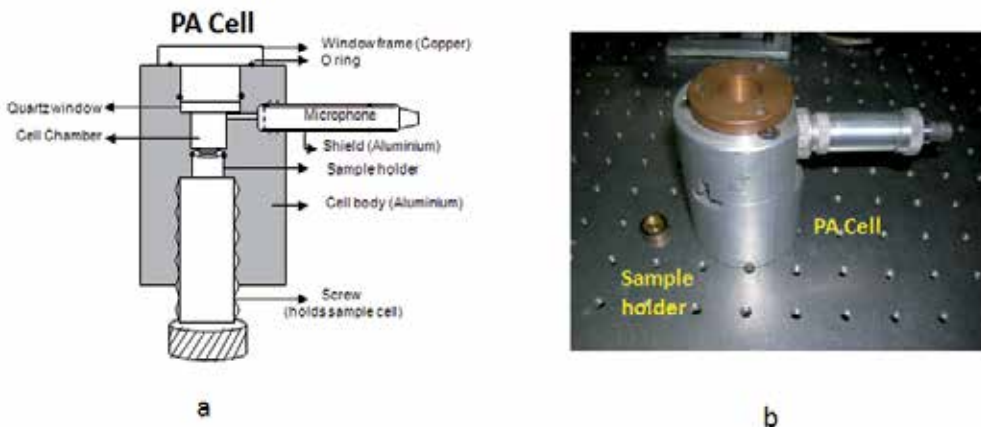 PA Cell
Window frame (Copper)
O ring
Quartz window
Microphone
Cell Chamber
Shield (Aluminium)
Sample holder
Cell body (Aluminium)
Screw
(holds sample cell)
a
PA Cell
Sample
holder
b